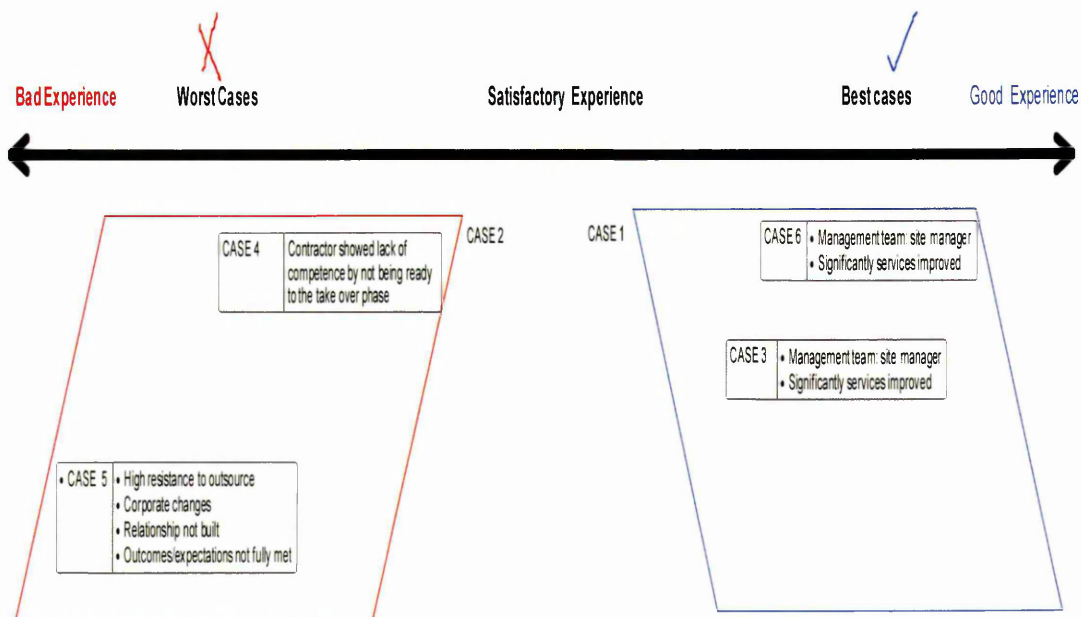 Bad Experience Worst Cases Satisfactory Experience Best cases Good Experience
CASE 2 CASE 1
CASE 4 Contractor showed lack of
competence by not being ready
to the take over phase
CASE 6 • Management team: site manager
• Significantly services improved
CASE 3 • Management team: site manager
• Significantly services improved
• CASE 5 • High resistance to outsource
• Corporate changes
• Relationship not built
• Outcomes/expectations not fully met